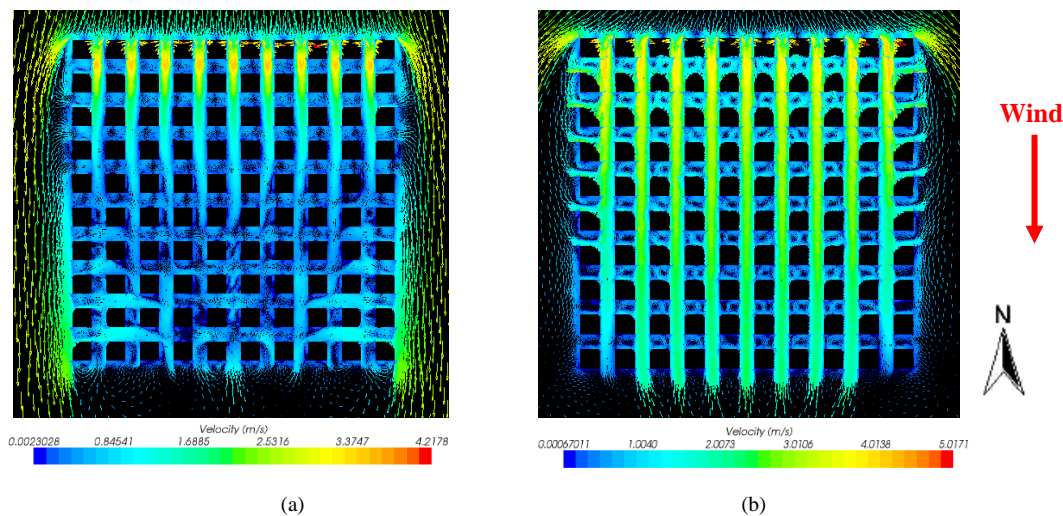 Wind
N
Velocity (m/s)
0.0023028 0.84541 1.6885 2.5316 3.3747 4.2178
Velocity (m/s)
0.00067011 1.0040 2.0073 3.0106 4.0138 5.0171
(a)
(b)